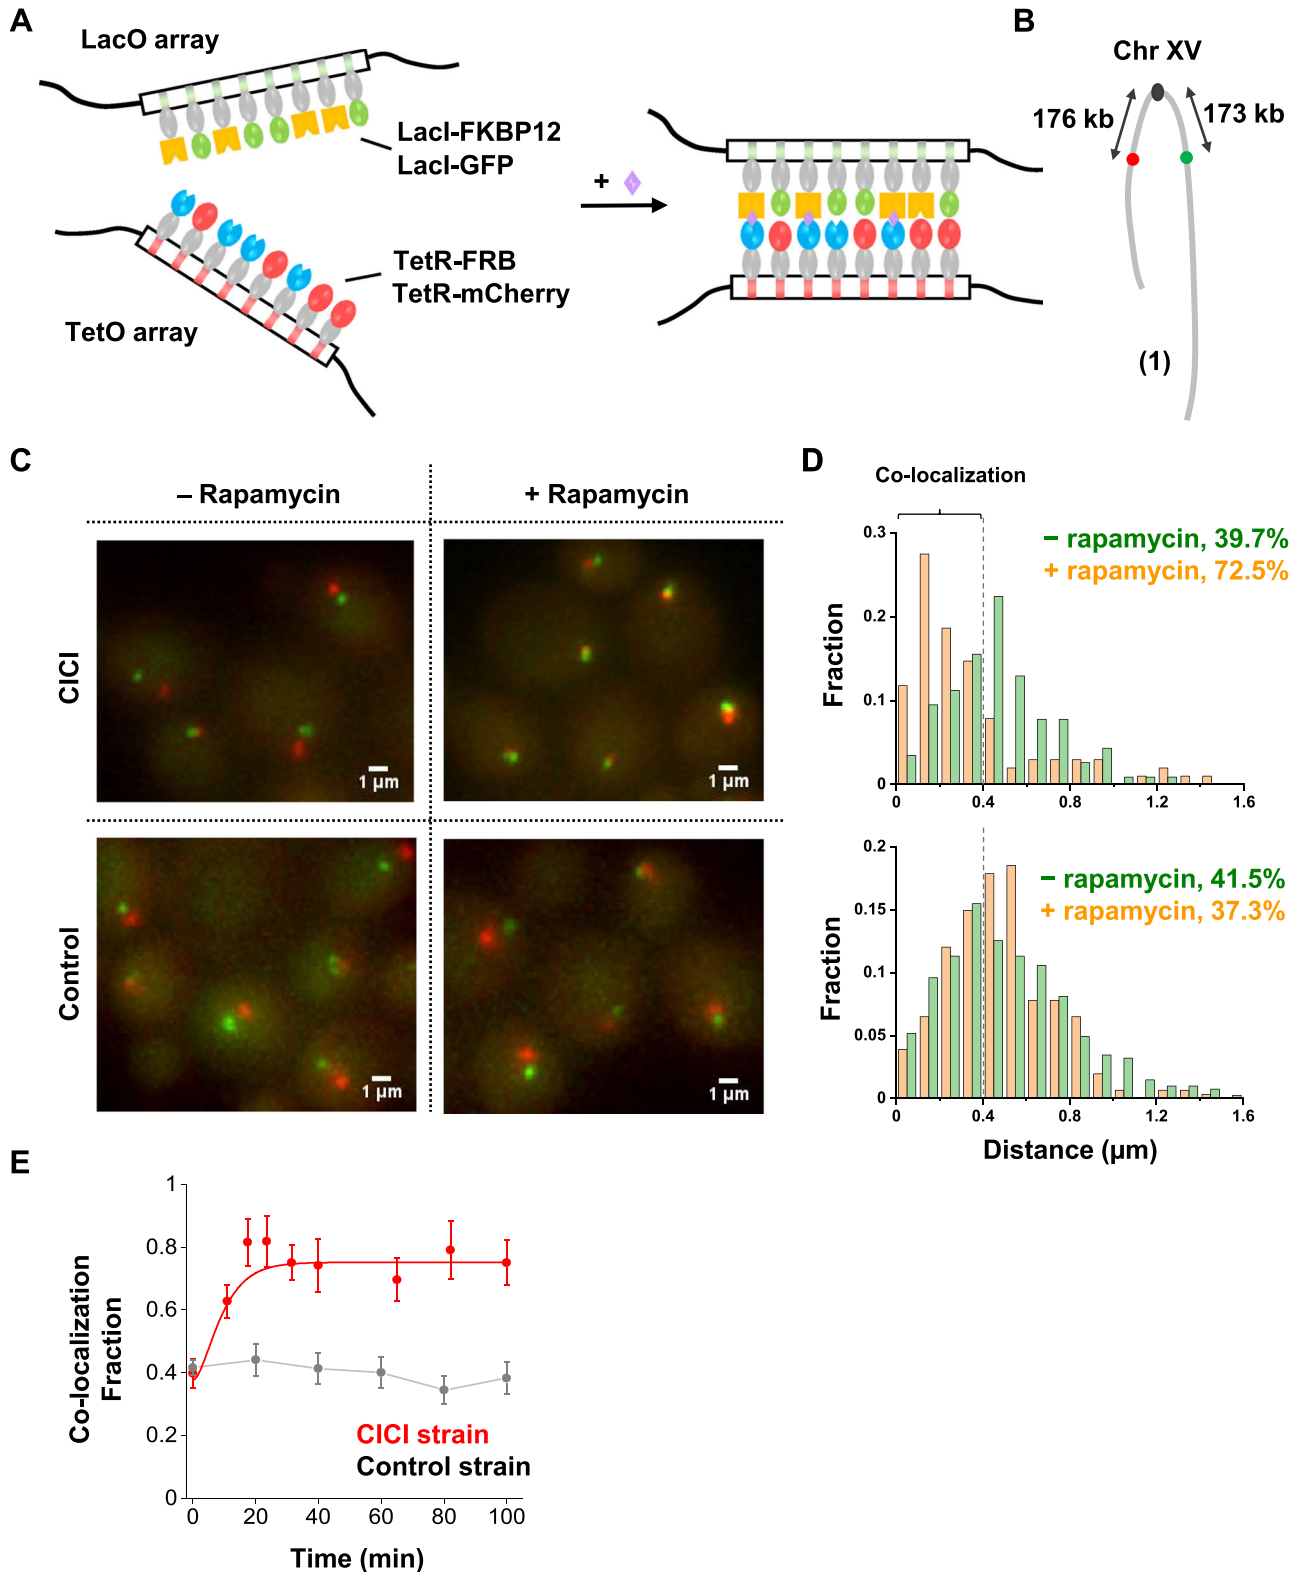 A
LacO array
LacI-FKBP12
LacI-GFP
+
TetR-FRB
TetR-mCherry
TetO array
B
Chr XV
176 kb
173 kb
(1)
C
– Rapamycin
+ Rapamycin
CICI
1 µm
1 µm
Control
1 µm
1 µm
D
Co-localization
– rapamycin, 39.7%
+ rapamycin, 72.5%
Fraction
0.3
0.2
0.1
0
0 0.4 0.8 1.2 1.6
– rapamycin, 41.5%
+ rapamycin, 37.3%
Fraction
0.2
0.15
0.1
0.05
0
0 0.4 0.8 1.2 1.6
Distance (µm)
E
Co-localization
Fraction
1
0.8
0.6
0.4
0.2
0
CICI strain
Control strain
0 20 40 60 80 100
Time (min)